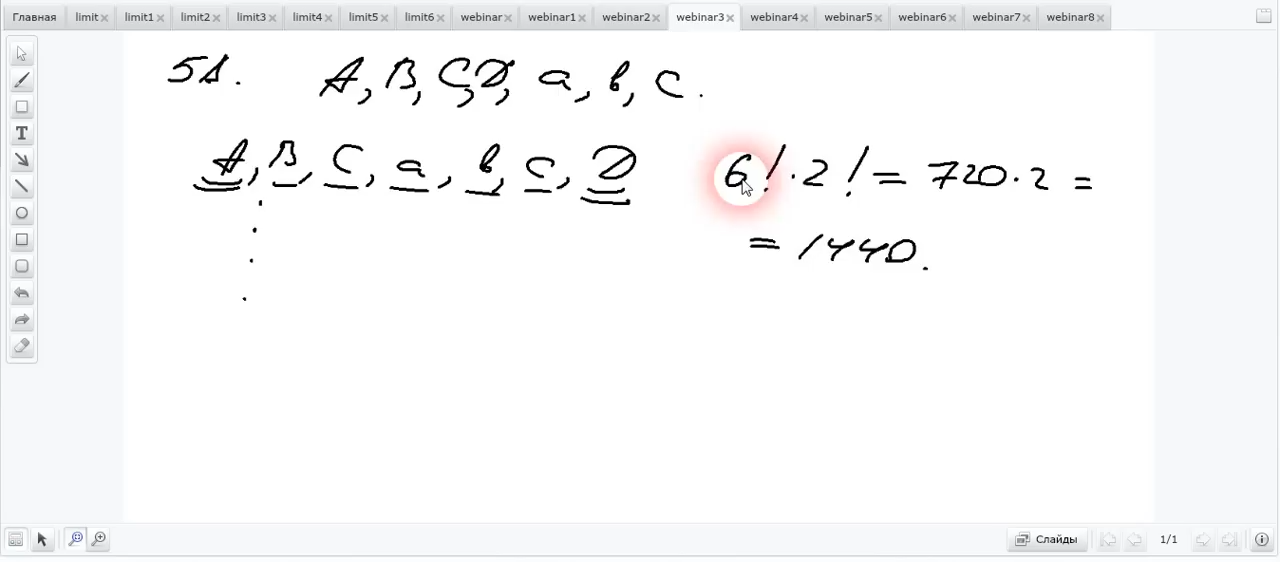 Главная limit limit1 limit2 limit3 limit4 limit5 limit6 webinar webinar1 webinar2 webinar3 webinar4 webinar5 webinar6 webinar7 webinar8
51. A, B, C, D, a, b, c.
A, B, C, a, b, c, D 6! · 2! = 720 · 2 =
= 1440.
T
Слайды 1/1